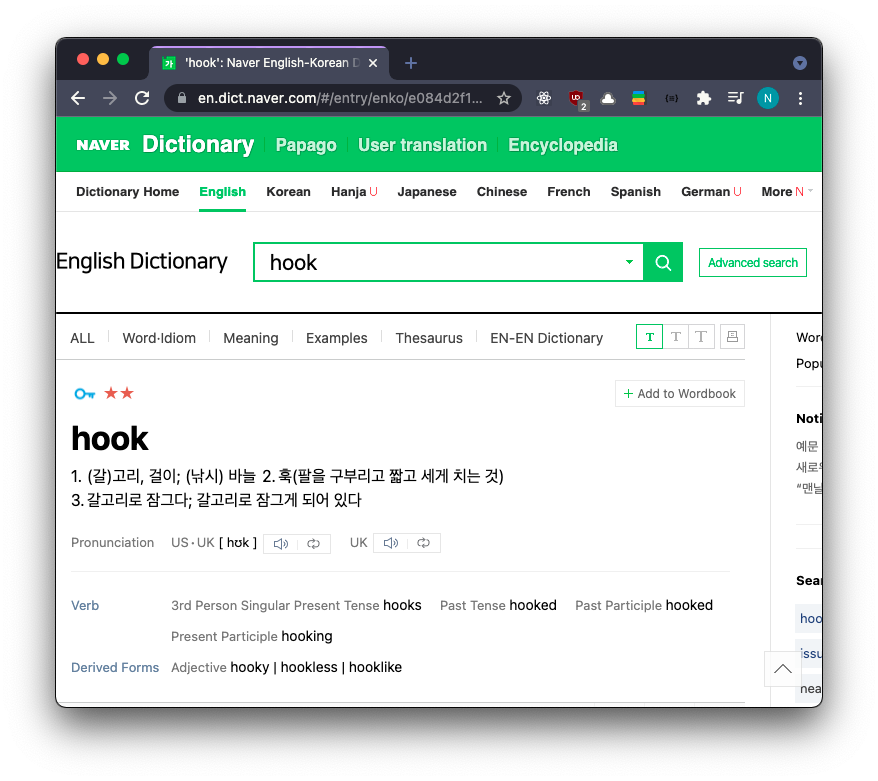 'hook': Naver English-Korean D
en.dict.naver.com/#/entry/enko/e084d2f1...
2
N
NAVER Dictionary Papago User translation Encyclopedia
Dictionary Home English Korean Hanja U Japanese Chinese French Spanish German U More N
English Dictionary hook Advanced search
ALL Word·Idiom Meaning Examples Thesaurus EN-EN Dictionary T T T
Word
Popu
+ Add to Wordbook
hook
1. (갈)고리, 걸이; (낚시) 바늘 2. 훅(팔을 구부리고 짧고 세게 치는 것)
3. 갈고리로 잠그다; 갈고리로 잠그게 되어 있다
Noti
예문
새로우
“맨날
Pronunciation US·UK [ hʊk ] UK
Verb 3rd Person Singular Present Tense hooks Past Tense hooked Past Participle hooked
Present Participle hooking
Derived Forms Adjective hooky | hookless | hooklike
Sear
hoo
issu
hea